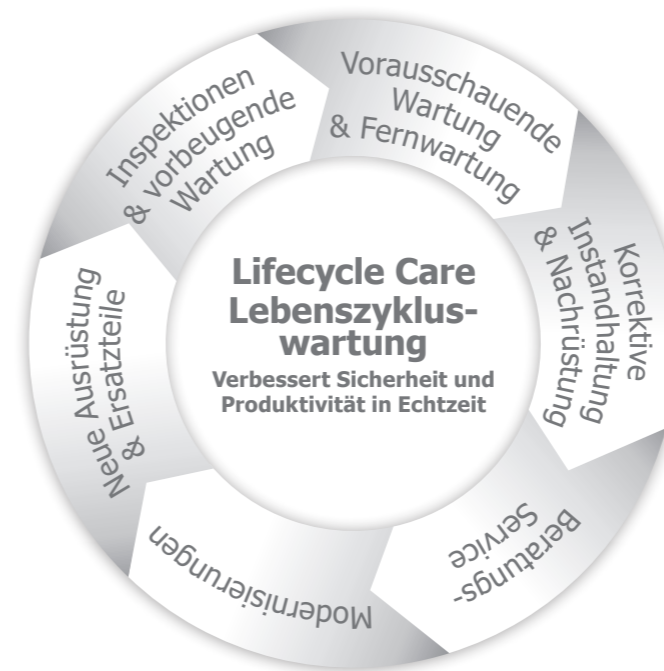 Lifecycle Care
Lebenszyklus-
wartung
Verbessert Sicherheit und
Produktivität in Echtzeit
Inspektionen
& vorbeugende
Wartung
Vorausschauende
Wartung
& Fernwartung
Korrektive
Instandhaltung
& Nachrüstung
Beratungs-
Service
Modernisierungen
Neue Ausrüstung
& Ersatzteile